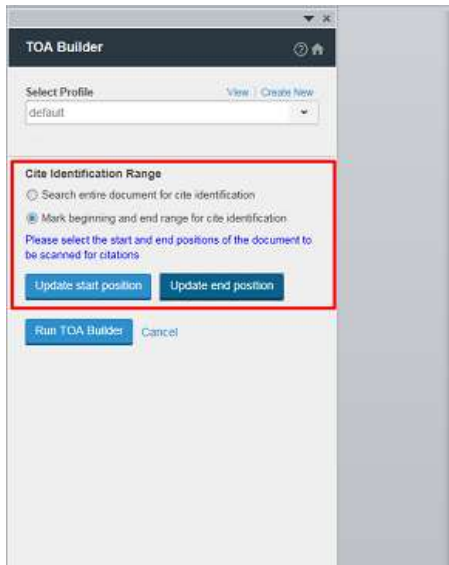 TOA Builder
Select Profile View | Create New
default
Cite Identification Range
Search entire document for cite identification
Mark beginning and end range for cite identification
Please select the start and end positions of the document to
be scanned for citations
Update start position Update end position
Run TOA Builder Cancel